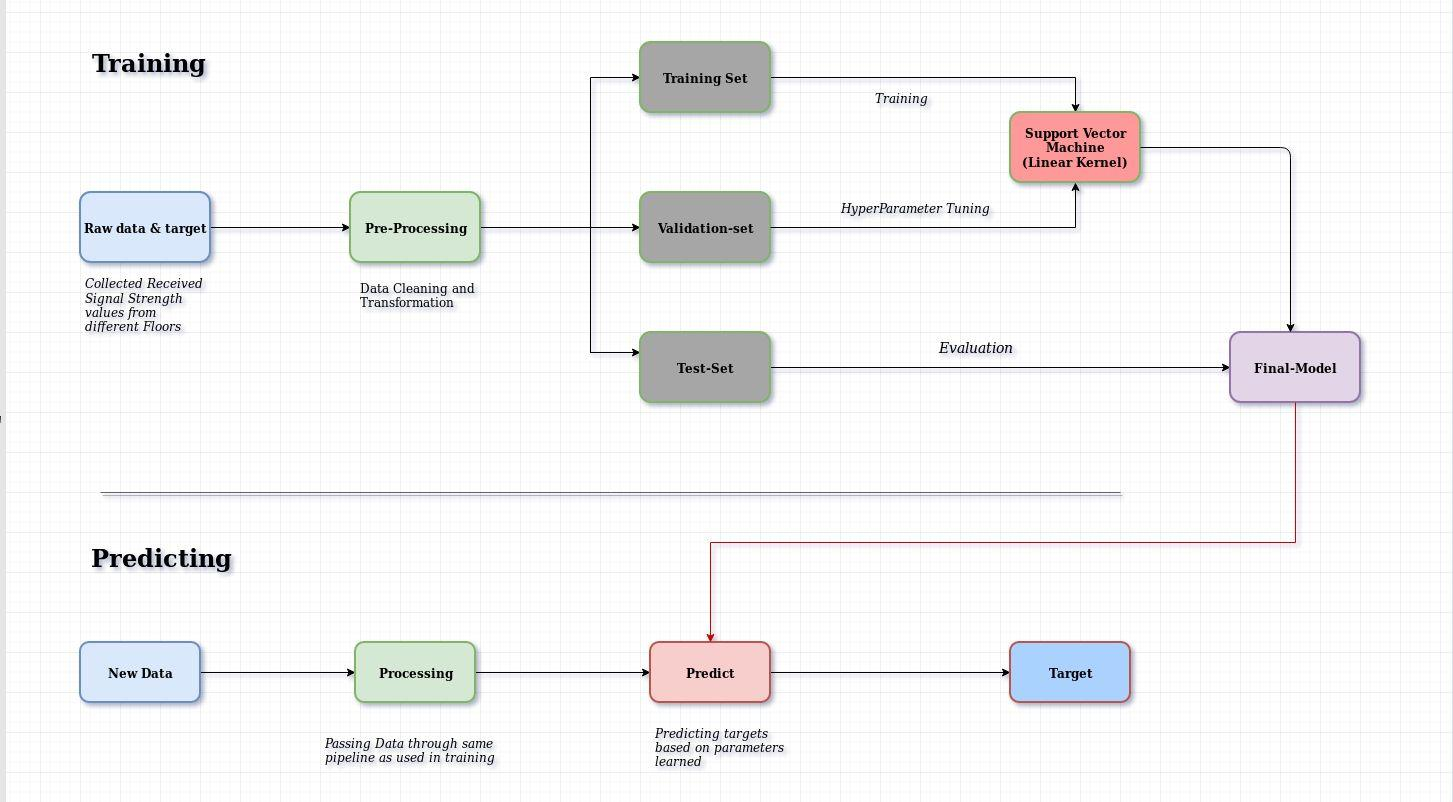 Training
Training Set
Training
Support Vector
Machine
(Linear Kernel)
Raw data & target
Pre-Processing
Validation-set
HyperParameter Tuning
Collected Received
Signal Strength
values from
different Floors
Data Cleaning and
Transformation
Test-Set
Evaluation
Final-Model
Predicting
New Data
Processing
Predict
Target
Passing Data through same
pipeline as used in training
Predicting targets
based on parameters
learned